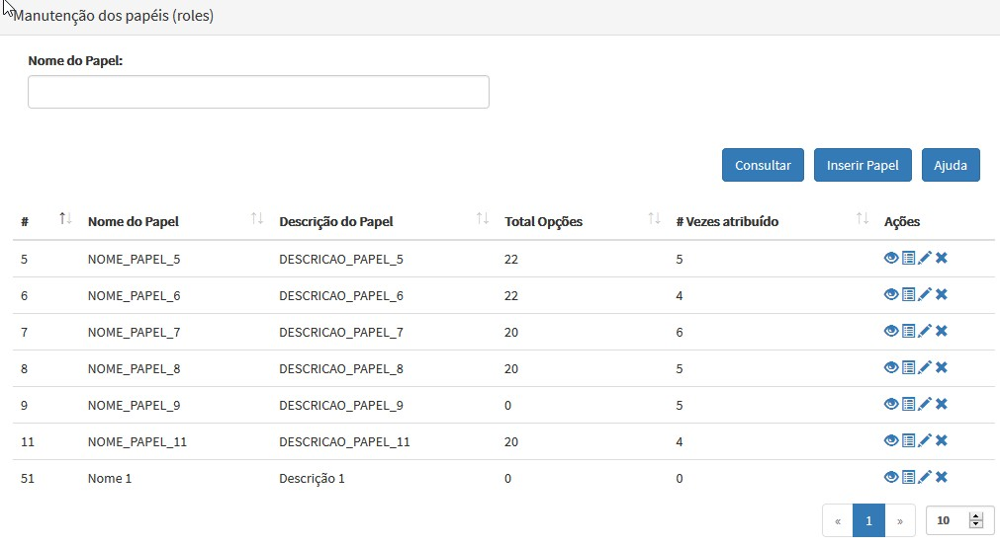 Manutenção dos papéis (roles)
Nome do Papel:
Consultar Inserir Papel Ajuda
# Nome do Papel Descrição do Papel Total Opções # Vezes atribuído Ações
5 NOME_PAPEL_5 DESCRICAO_PAPEL_5 22 5
6 NOME_PAPEL_6 DESCRICAO_PAPEL_6 22 4
7 NOME_PAPEL_7 DESCRICAO_PAPEL_7 20 6
8 NOME_PAPEL_8 DESCRICAO_PAPEL_8 20 5
9 NOME_PAPEL_9 DESCRICAO_PAPEL_9 0 5
11 NOME_PAPEL_11 DESCRICAO_PAPEL_11 20 4
51 Nome 1 Descrição 1 0 0
« 1 » 10